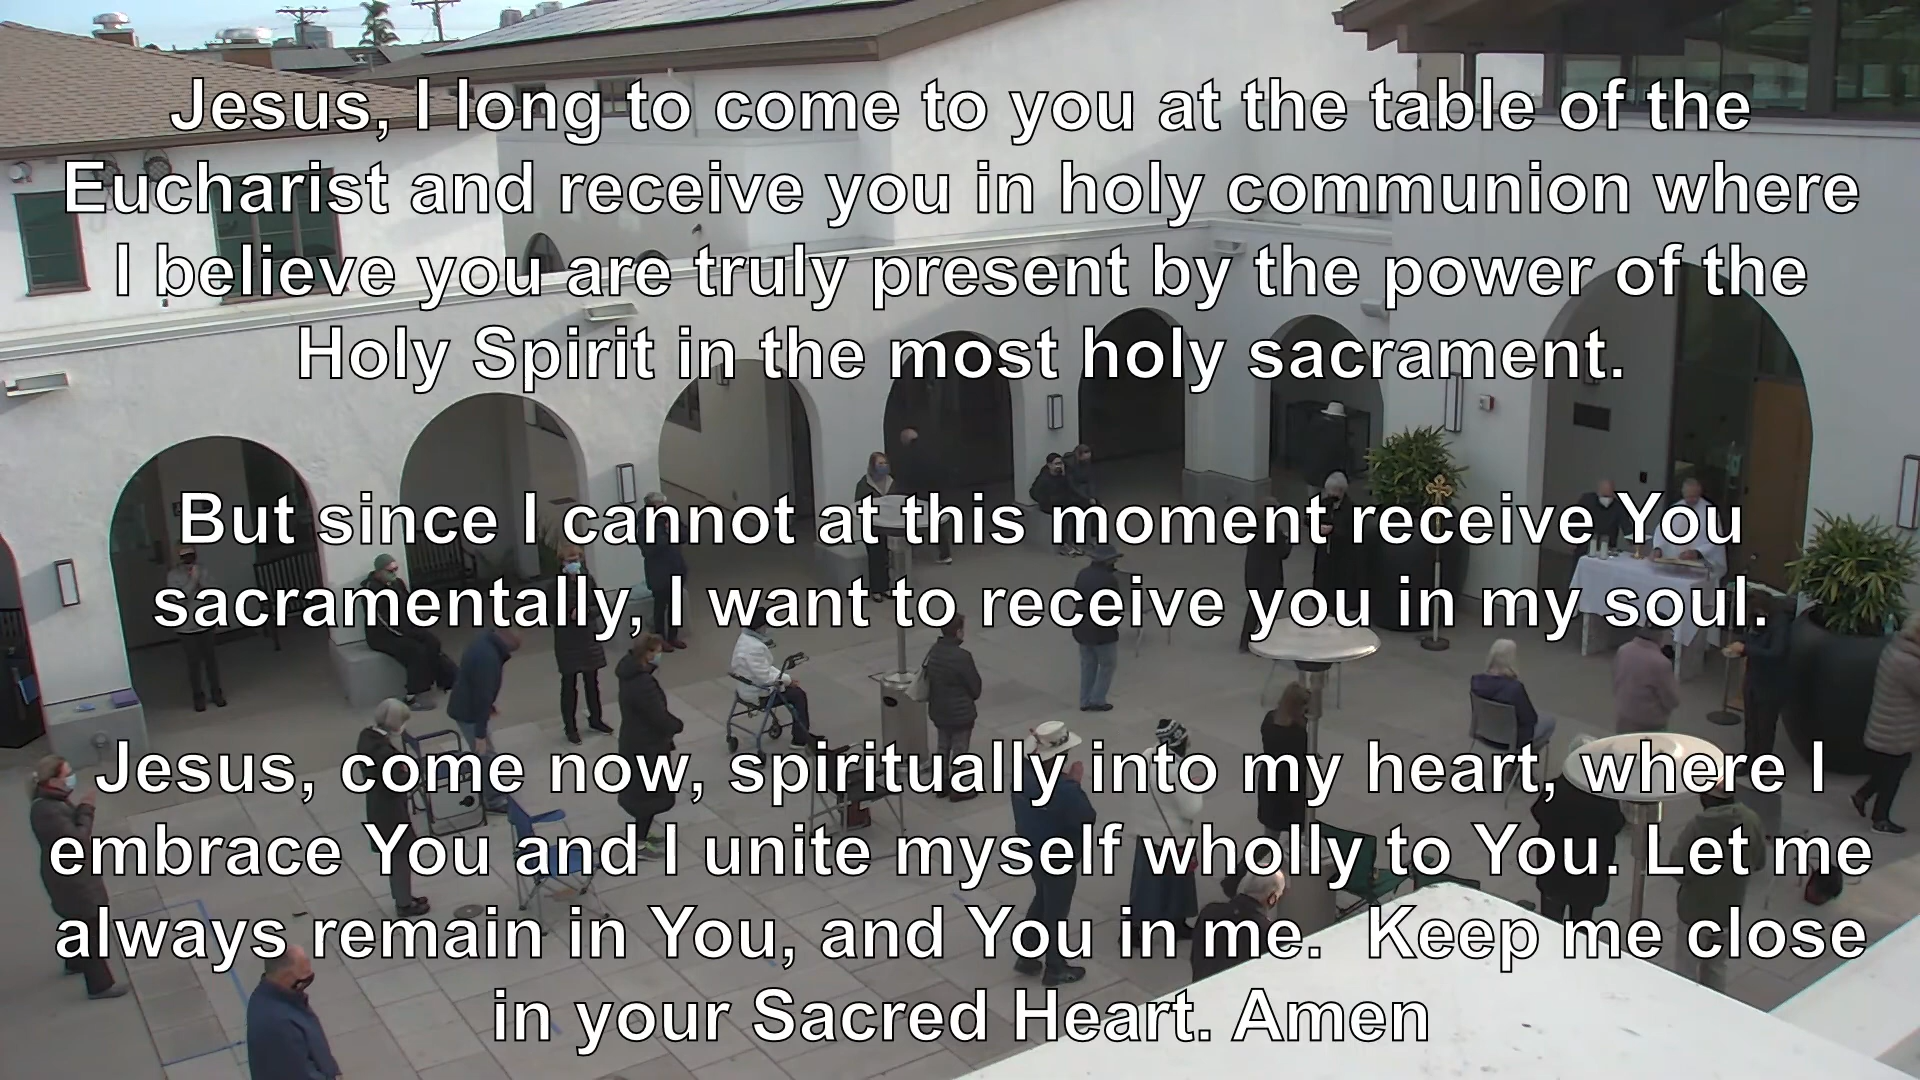 Jesus, I long to come to you at the table of the
Eucharist and receive you in holy communion where
I believe you are truly present by the power of the
Holy Spirit in the most holy sacrament.
But since I cannot at this moment receive You
sacramentally, I want to receive you in my soul.
Jesus, come now, spiritually into my heart, where I
embrace You and I unite myself wholly to You. Let me
always remain in You, and You in me.  Keep me close
in your Sacred Heart. Amen